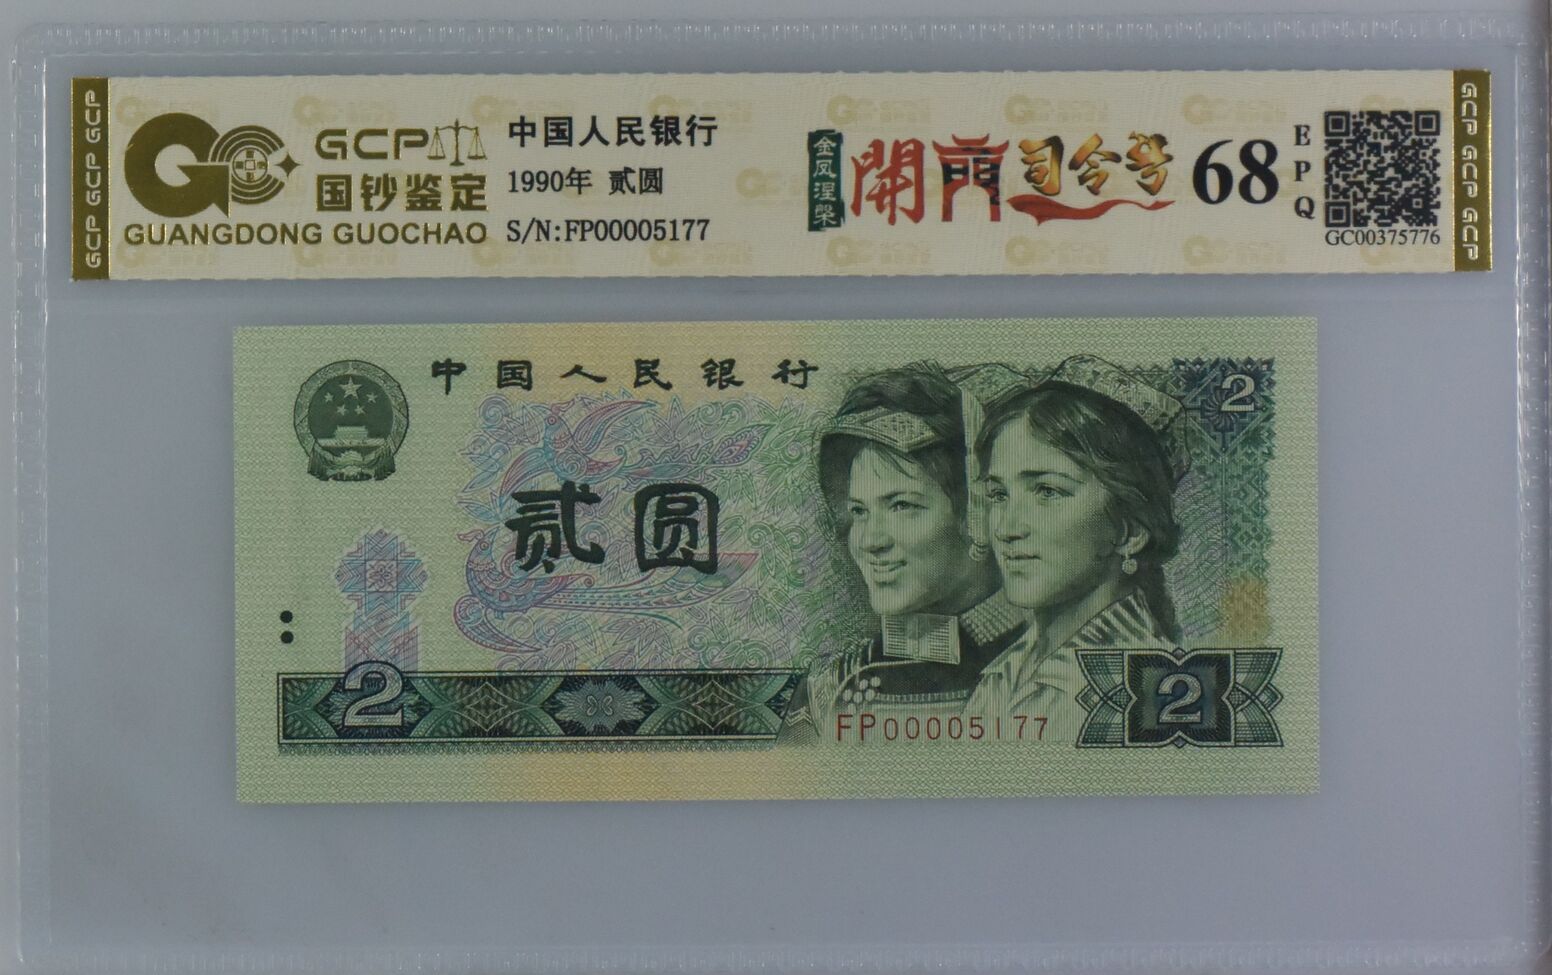 GCP GCP GCP
GCP
国钞鉴定
GUANGDONG GUOCHAO
中国人民银行
1990年 贰圆
S/N:FP00005177
金凤涅槃
開門司令号
68
EPQ
GC00375776
GCP GCP GCP
中国人民银行
2
贰圆
2
FP00005177
2